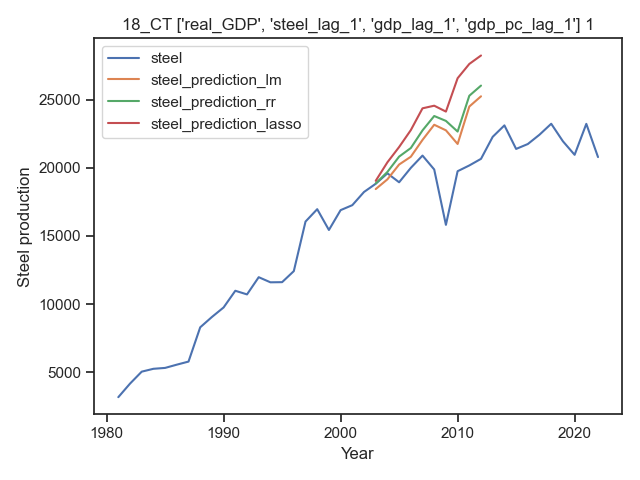 18_CT ['real_GDP', 'steel_lag_1', 'gdp_lag_1', 'gdp_pc_lag_1'] 1
steel
steel_prediction_lm
steel_prediction_rr
steel_prediction_lasso
Steel production
25000
20000
15000
10000
5000
1980 1990 2000 2010 2020
Year